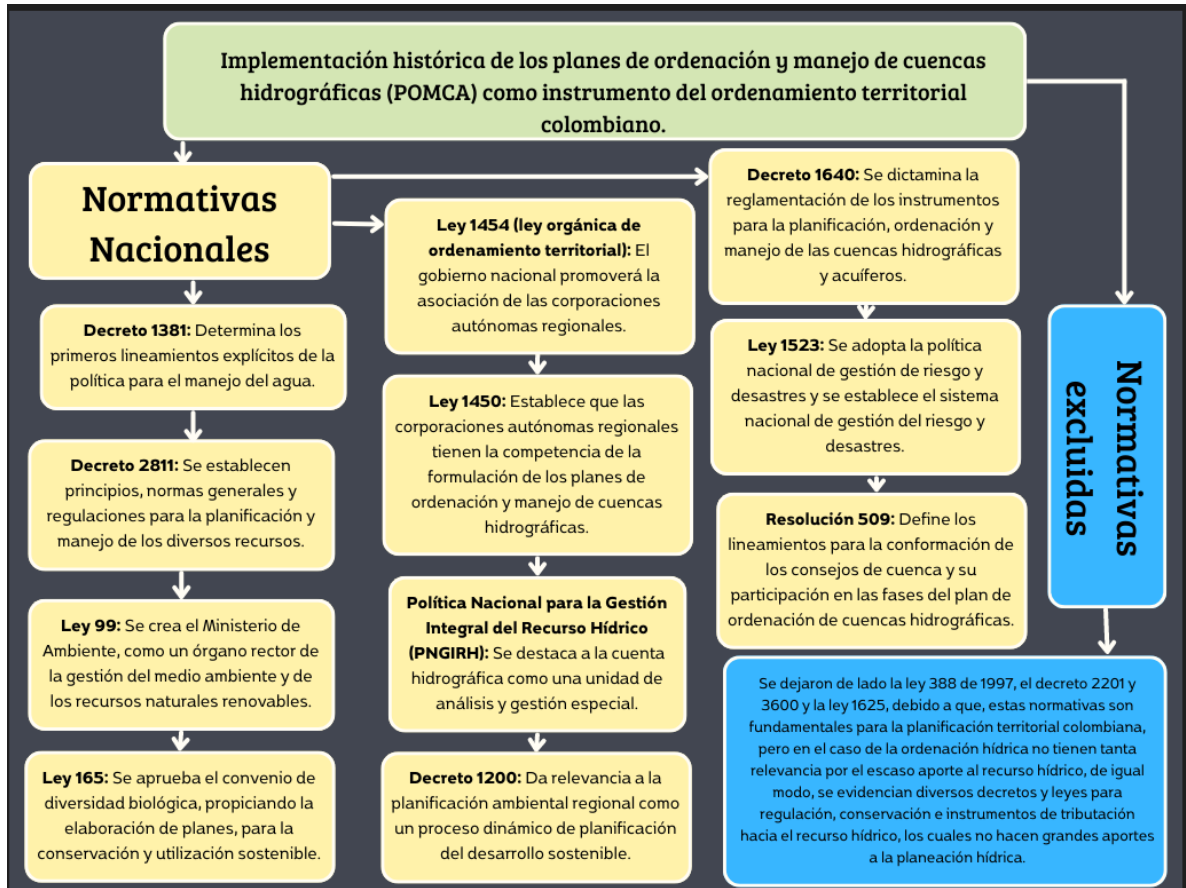 Implementación histórica de los planes de ordenación y manejo de cuencas
hidrográficas (POMCA) como instrumento del ordenamiento territorial
colombiano.
Normativas
Nacionales
Decreto 1381: Determina los
primeros lineamientos explícitos de la
política para el manejo del agua.
Decreto 2811: Se establecen
principios, normas generales y
regulaciones para la planificación y
manejo de los diversos recursos.
Ley 99: Se crea el Ministerio de
Ambiente, como un órgano rector de
la gestión del medio ambiente y de
los recursos naturales renovables.
Ley 165: Se aprueba el convenio de
diversidad biológica, propiciando la
elaboración de planes, para la
conservación y utilización sostenible.
Ley 1454 (ley orgánica de
ordenamiento territorial): El
gobierno nacional promoverá la
asociación de las corporaciones
autónomas regionales.
Ley 1450: Establece que las
corporaciones autónomas regionales
tienen la competencia de la
formulación de los planes de
ordenación y manejo de cuencas
hidrográficas.
Política Nacional para la Gestión
Integral del Recurso Hídrico
(PNGIRH): Se destaca a la cuenta
hidrográfica como una unidad de
análisis y gestión especial.
Decreto 1200: Da relevancia a la
planificación ambiental regional como
un proceso dinámico de planificación
del desarrollo sostenible.
Decreto 1640: Se dictamina la
reglamentación de los instrumentos
para la planificación, ordenación y
manejo de las cuencas hidrográficas
y acuíferos.
Ley 1523: Se adopta la política
nacional de gestión de riesgo y
desastres y se establece el sistema
nacional de gestión del riesgo y
desastres.
Resolución 509: Define los
lineamientos para la conformación de
los consejos de cuenca y su
participación en las fases del plan de
ordenación de cuencas hidrográficas.
Normativas
excluidas
Se dejaron de lado la ley 388 de 1997, el decreto 2201 y
3600 y la ley 1625, debido a que, estas normativas son
fundamentales para la planificación territorial colombiana,
pero en el caso de la ordenación hídrica no tienen tanta
relevancia por el escaso aporte al recurso hídrico, de igual
modo, se evidencian diversos decretos y leyes para
regulación, conservación e instrumentos de tributación
hacia el recurso hídrico, los cuales no hacen grandes aportes
a la planeación hídrica.